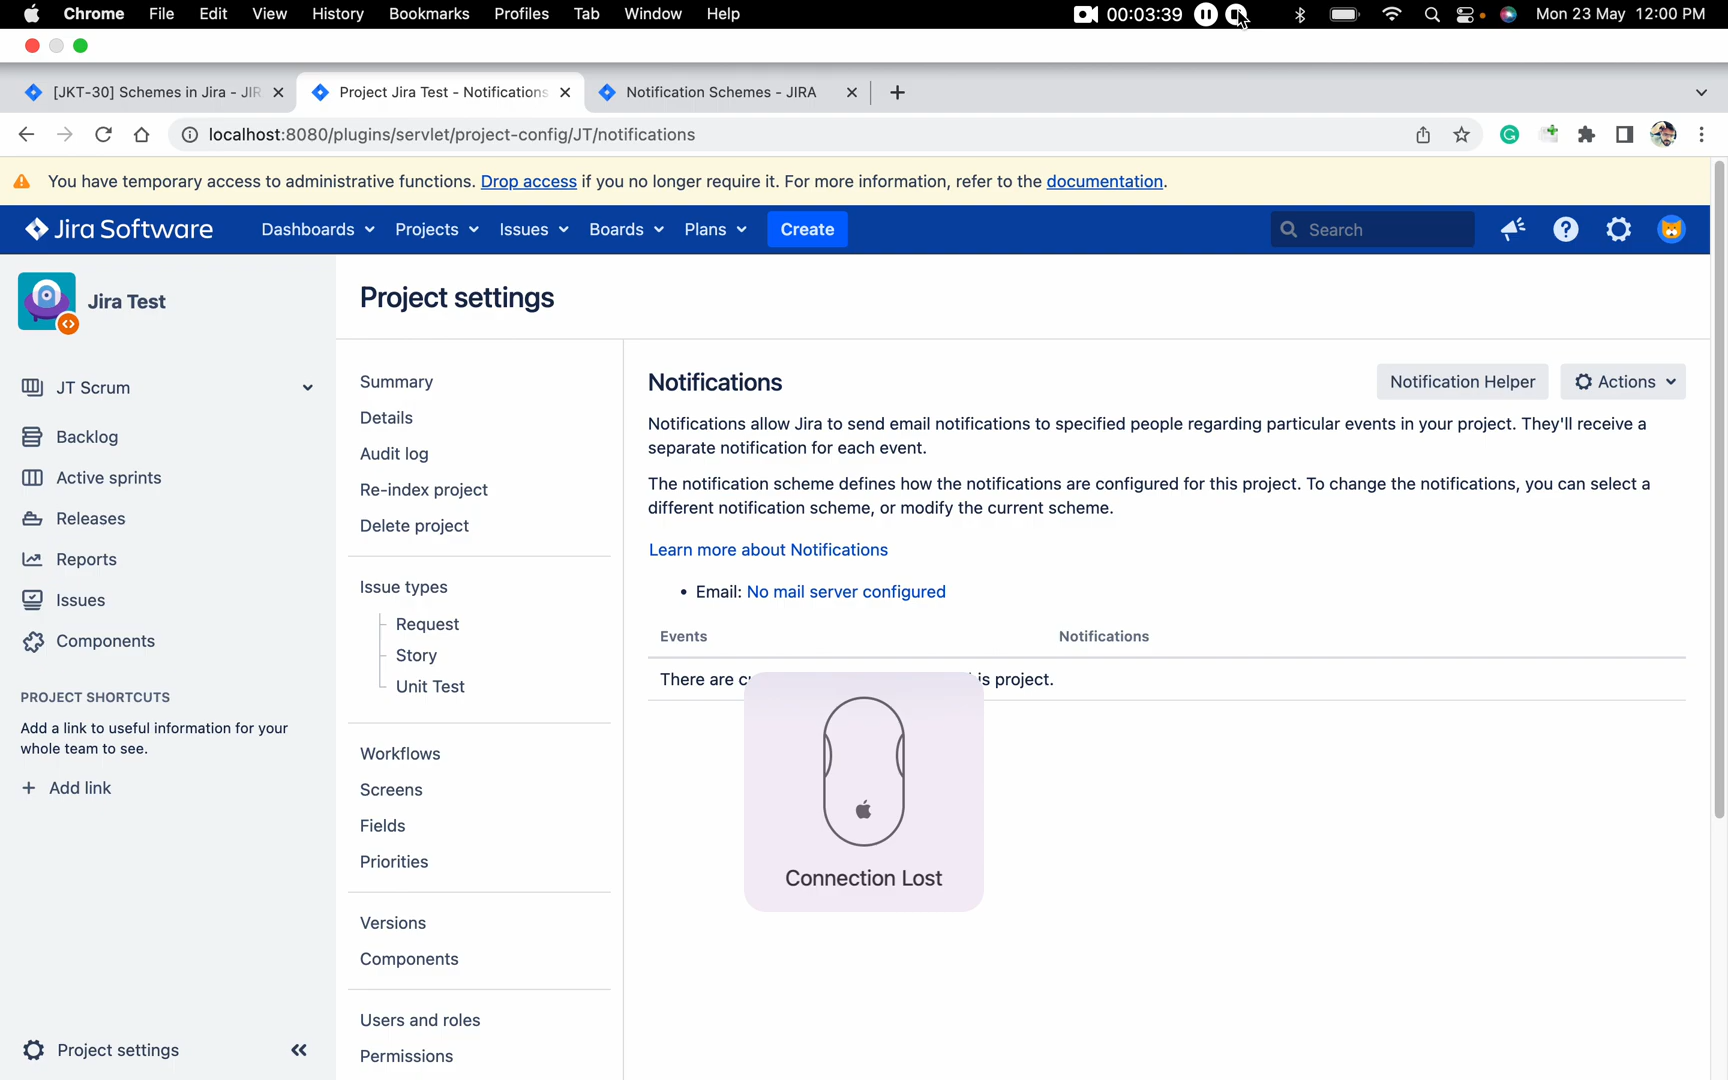 Chrome File Edit View History Bookmarks Profiles Tab Window Help 00:03:39 Mon 23 May 12:00 PM
[JKT-30] Schemes in Jira - JIR Project Jira Test - Notifications Notification Schemes - JIRA
localhost:8080/plugins/servlet/project-config/JT/notifications
You have temporary access to administrative functions. Drop access if you no longer require it. For more information, refer to the documentation.
Jira Software Dashboards Projects Issues Boards Plans Create Search
Jira Test
JT Scrum
Backlog
Active sprints
Releases
Reports
Issues
Components
PROJECT SHORTCUTS
Add a link to useful information for your
whole team to see.
+ Add link
Project settings
Project settings
Summary
Details
Audit log
Re-index project
Delete project
Issue types
Request
Story
Unit Test
Workflows
Screens
Fields
Priorities
Versions
Components
Users and roles
Permissions
Notifications
Notification Helper Actions
Notifications allow Jira to send email notifications to specified people regarding particular events in your project. They'll receive a
separate notification for each event.
The notification scheme defines how the notifications are configured for this project. To change the notifications, you can select a
different notification scheme, or modify the current scheme.
Learn more about Notifications
• Email: No mail server configured
Events Notifications
There are is project.
Connection Lost